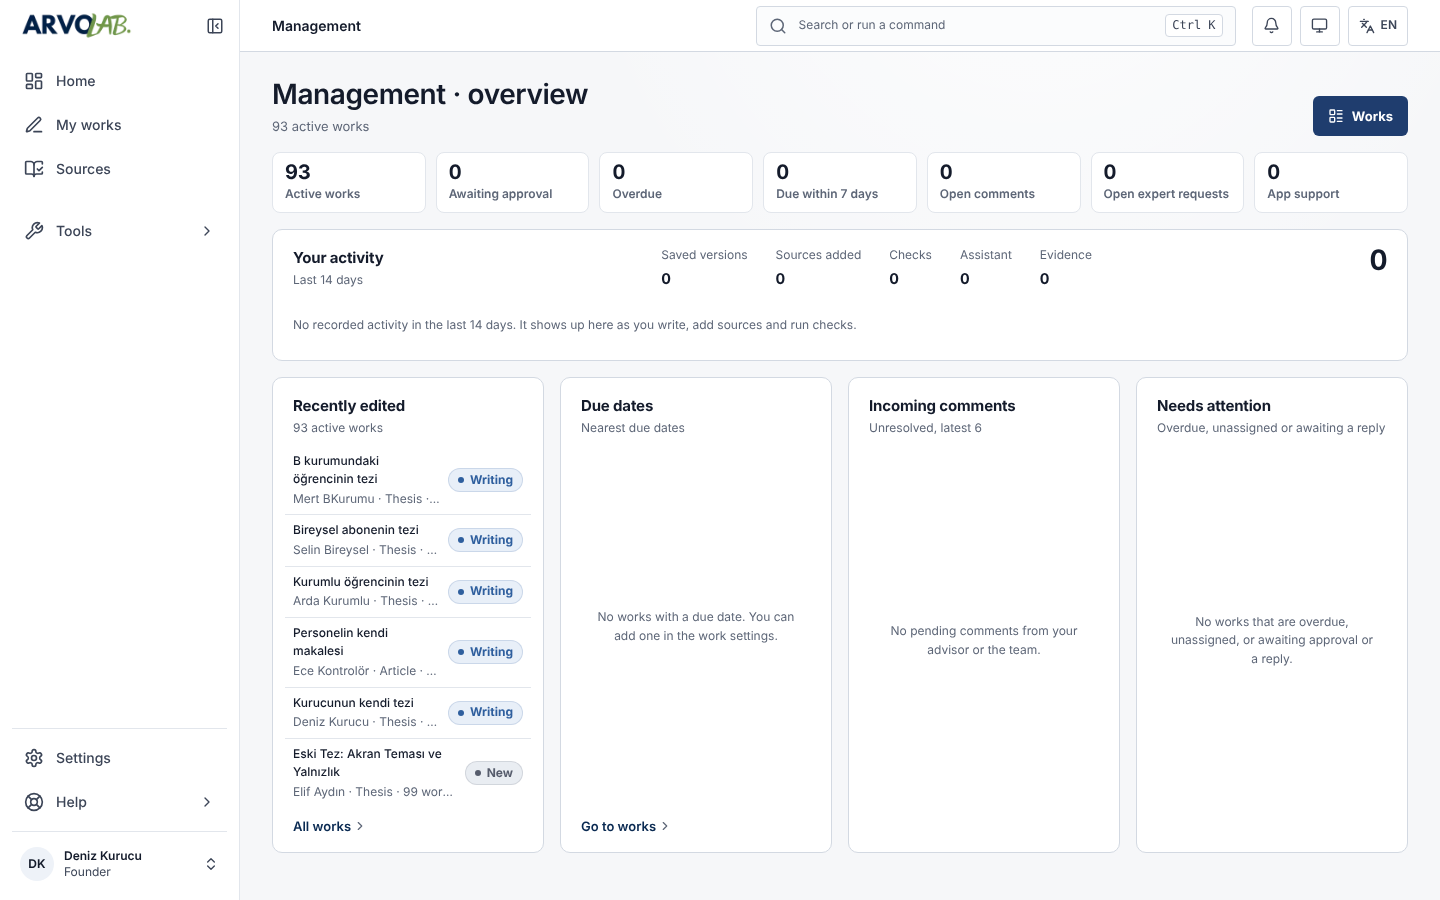 ARVOLAB.
Management
Search or run a command
Ctrl K
EN
Home
My works
Sources
Tools
Management · overview
93 active works
Works
93
Active works
0
Awaiting approval
0
Overdue
0
Due within 7 days
0
Open comments
0
Open expert requests
0
App support
Your activity
Last 14 days
Saved versions
0
Sources added
0
Checks
0
Assistant
0
Evidence
0
0
No recorded activity in the last 14 days. It shows up here as you write, add sources and run checks.
Recently edited
93 active works
B kurumundaki
öğrencinin tezi
Mert BKurumu · Thesis ·...
Writing
Bireysel abonenin tezi
Selin Bireysel · Thesis · ...
Writing
Kurumlu öğrencinin tezi
Arda Kurumlu · Thesis · ...
Writing
Personelin kendi
makalesi
Ece Kontrolör · Article · ...
Writing
Kurucunun kendi tezi
Deniz Kurucu · Thesis · ...
Writing
Eski Tez: Akran Teması ve
Yalnızlık
Elif Aydın · Thesis · 99 wor...
New
All works
Due dates
Nearest due dates
No works with a due date. You can
add one in the work settings.
Go to works
Incoming comments
Unresolved, latest 6
No pending comments from your
advisor or the team.
Needs attention
Overdue, unassigned or awaiting a reply
No works that are overdue,
unassigned, or awaiting approval or
a reply.
Settings
Help
DK
Deniz Kurucu
Founder